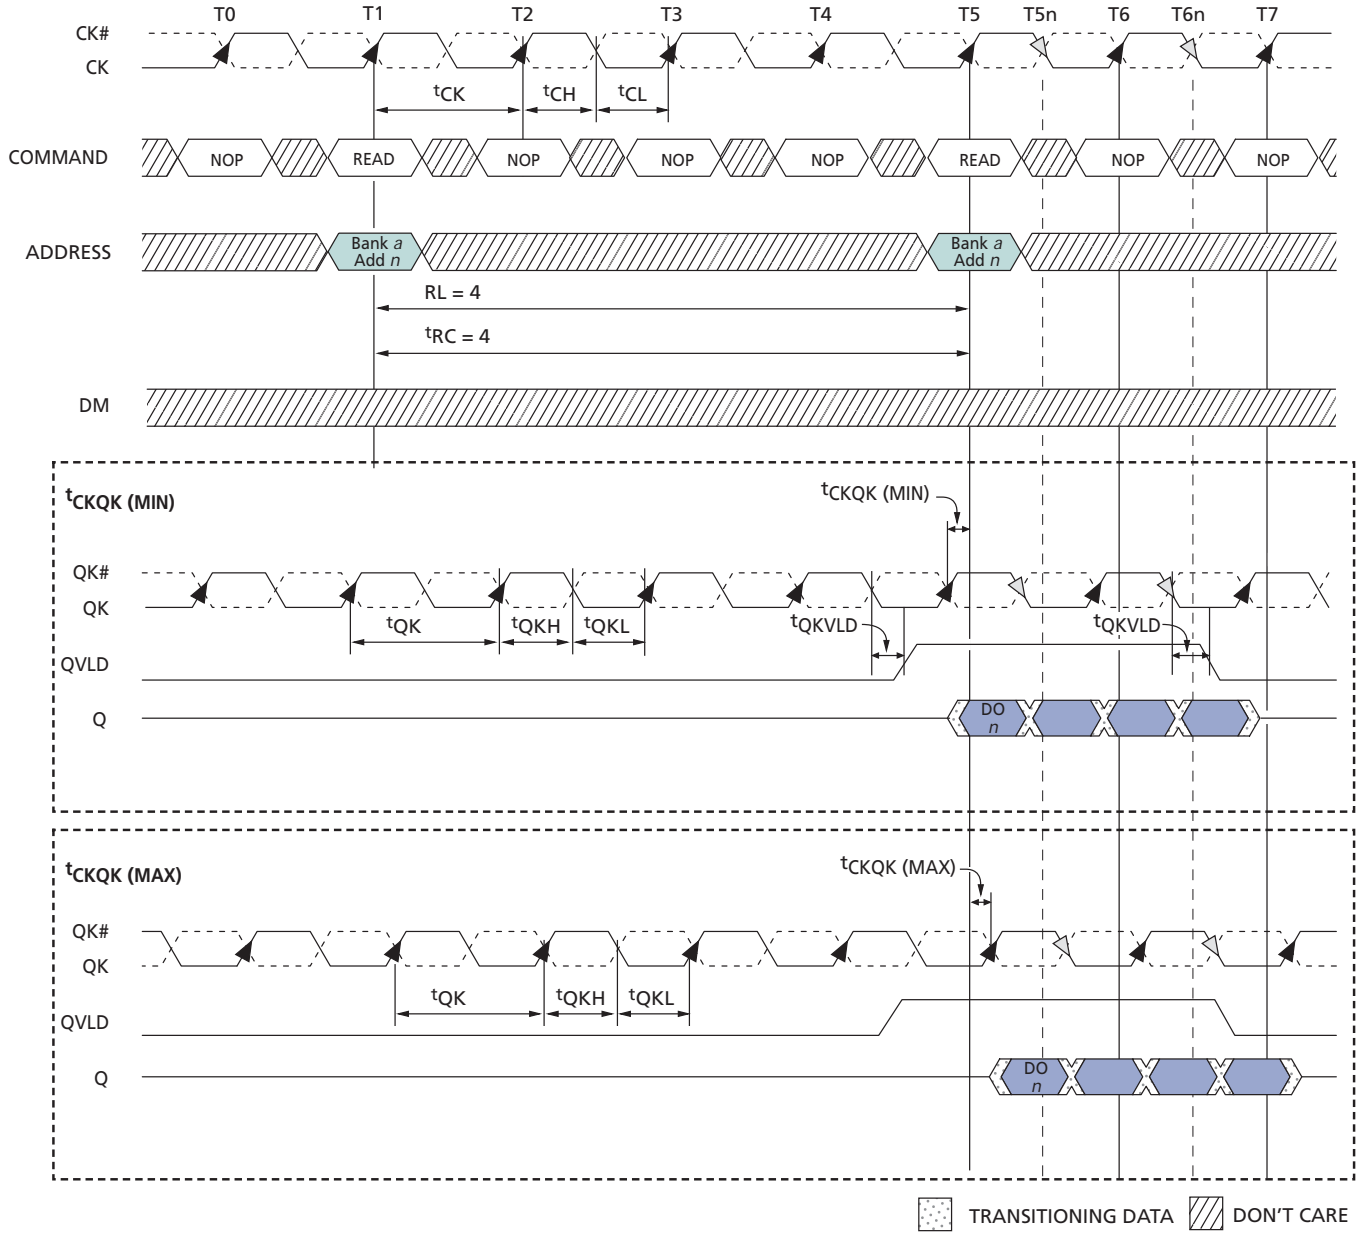 T0 T1 T2 T3 T4 T5 T5n T6 T6n T7
CK#
CK
tCK tCH tCL
COMMAND NOP READ NOP NOP NOP READ NOP NOP
ADDRESS Bank a Add n Bank a Add n
RL = 4
tRC = 4
DM
tCKQK (MIN)
tCKQK (MIN)
QK#
QK
tQK tQKH tQKL tQKVLD tQKVLD
QVLD
Q DO n
tCKQK (MAX)
tCKQK (MAX)
QK#
QK
tQK tQKH tQKL
QVLD
Q DO n
TRANSITIONING DATA DON'T CARE